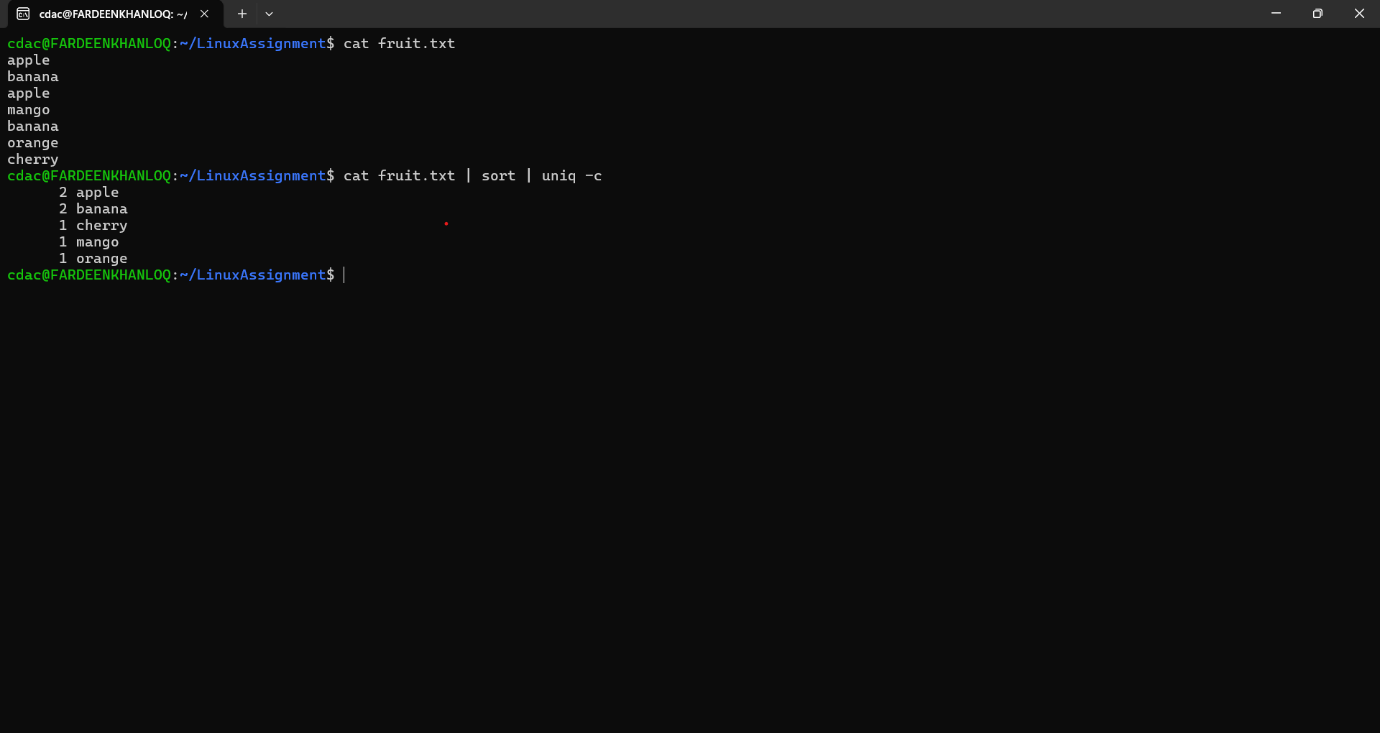 cdac@FARDEENKHANLOQ: ~/
cdac@FARDEENKHANLOQ:~/LinuxAssignment$ cat fruit.txt
apple
banana
apple
mango
banana
orange
cherry
cdac@FARDEENKHANLOQ:~/LinuxAssignment$ cat fruit.txt | sort | uniq -c
      2 apple
      2 banana
      1 cherry
      1 mango
      1 orange
cdac@FARDEENKHANLOQ:~/LinuxAssignment$